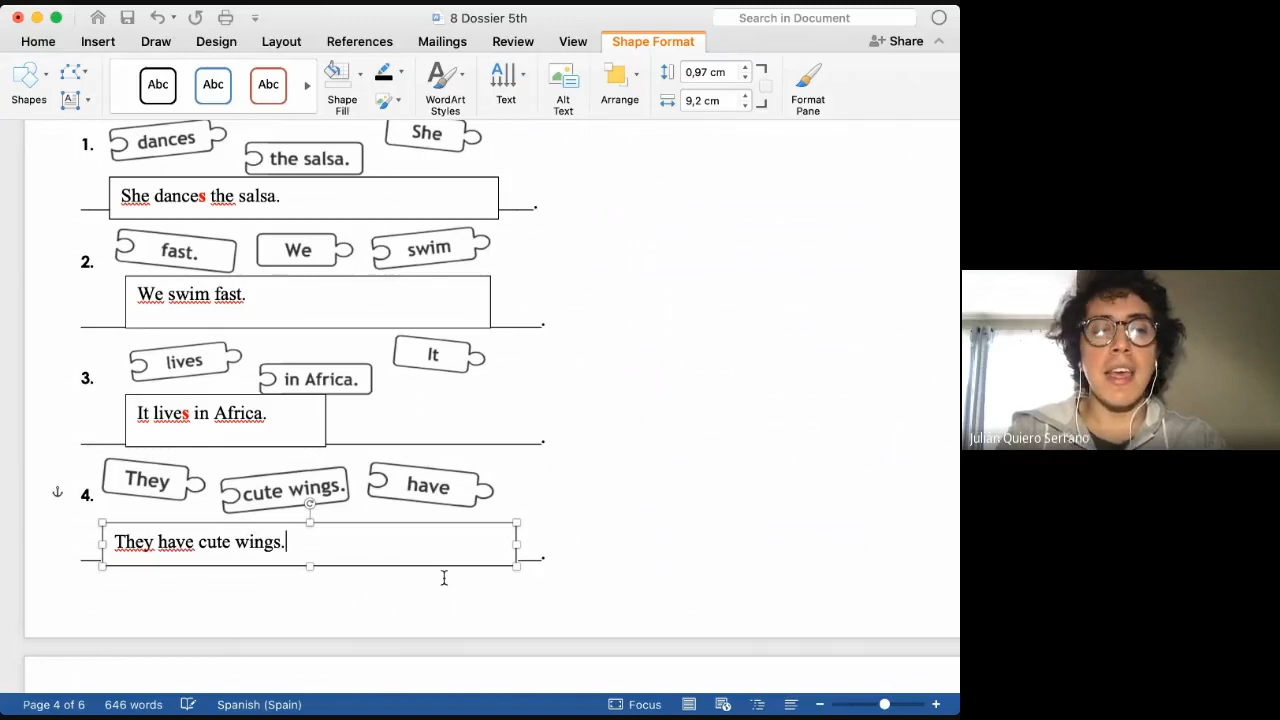 8 Dossier 5th
Search in Document
Home Insert Draw Design Layout References Mailings Review View Shape Format Share
Abc Abc Abc
0,97 cm
9,2 cm
Shapes Shape Fill WordArt Styles Text Alt Text Arrange Format Pane
1. dances the salsa. She
She dances the salsa.
.
2. fast. We swim
We swim fast.
.
3. lives in Africa. It
It lives in Africa.
.
4. They cute wings. have
They have cute wings.
.
Julian Quiero Serrano
Page 4 of 6 646 words Spanish (Spain) Focus